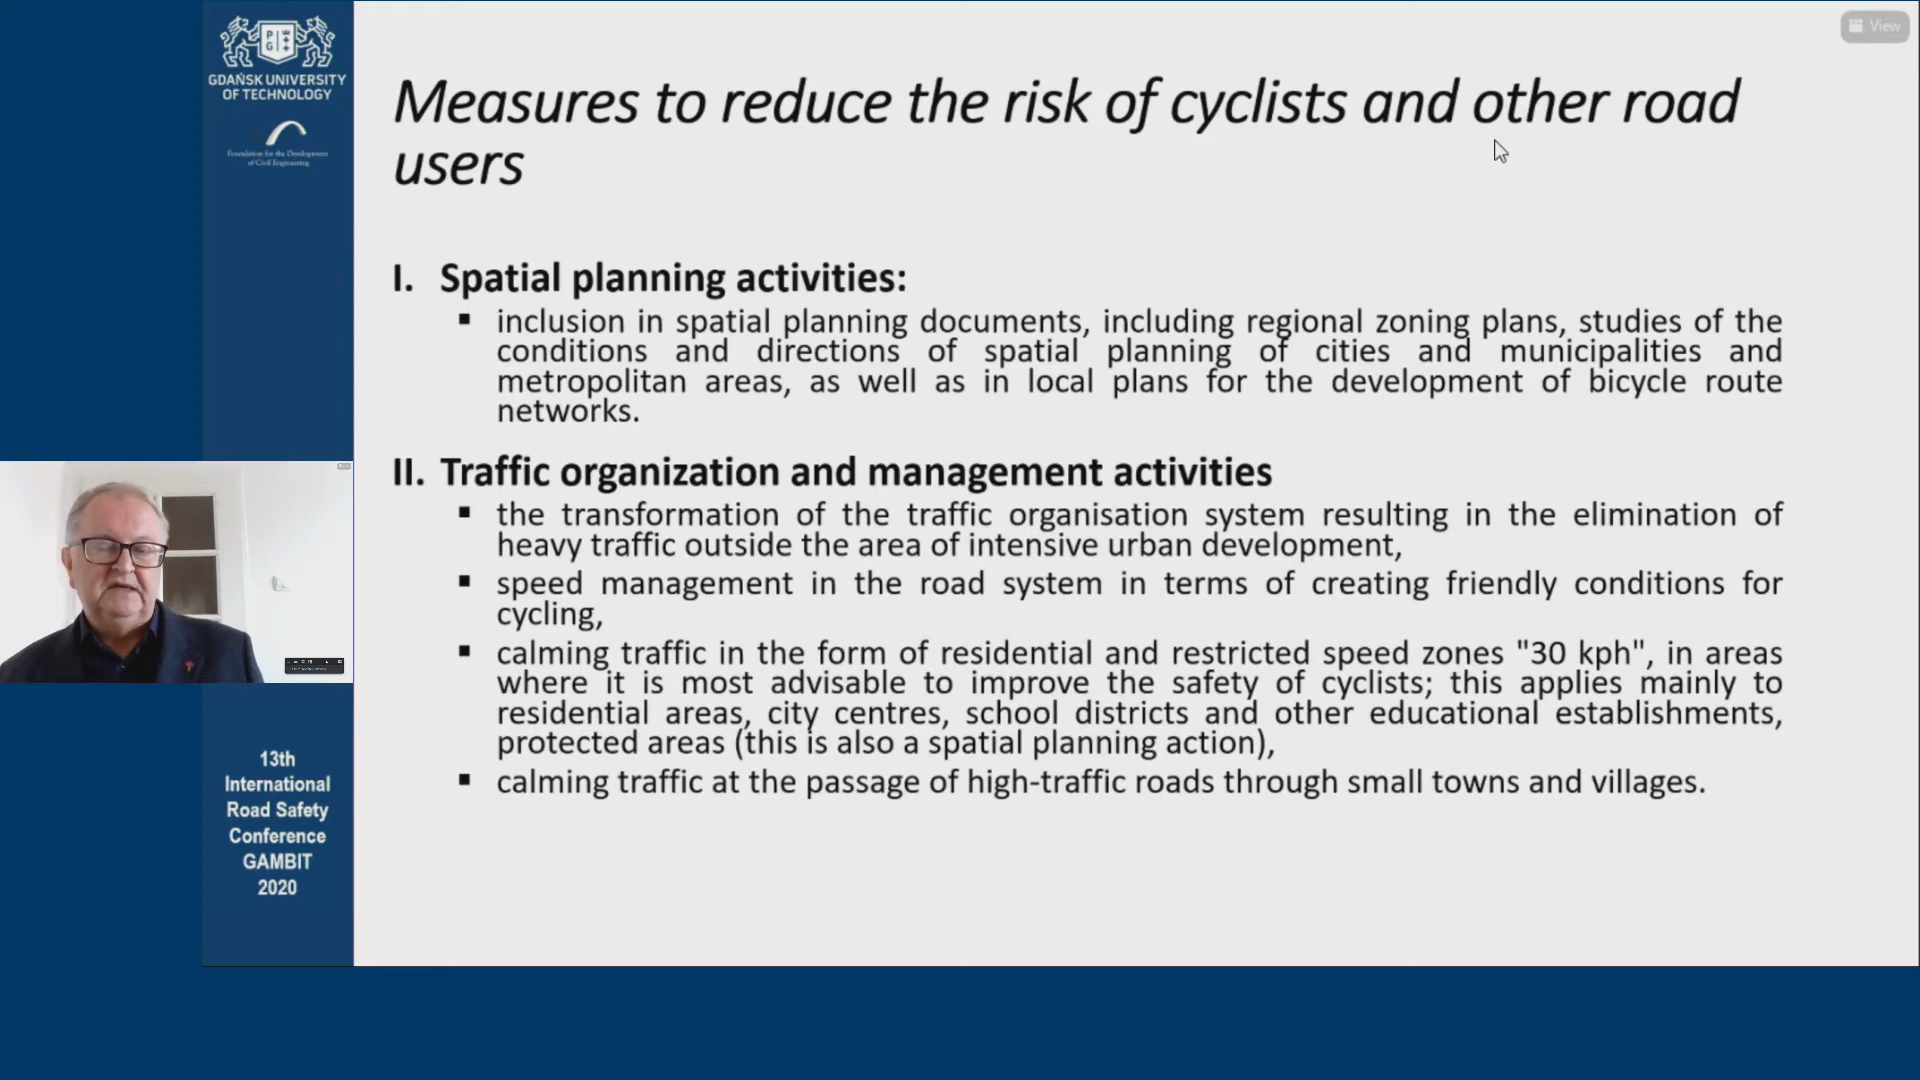 GDAŃSK UNIVERSITY
OF TECHNOLOGY
Foundation for the Development
of Civil Engineering
View
Measures to reduce the risk of cyclists and other road
users
I. Spatial planning activities:
▪ inclusion in spatial planning documents, including regional zoning plans, studies of the
conditions and directions of spatial planning of cities and municipalities and
metropolitan areas, as well as in local plans for the development of bicycle route
networks.
II. Traffic organization and management activities
▪ the transformation of the traffic organisation system resulting in the elimination of
heavy traffic outside the area of intensive urban development,
▪ speed management in the road system in terms of creating friendly conditions for
cycling,
▪ calming traffic in the form of residential and restricted speed zones "30 kph", in areas
where it is most advisable to improve the safety of cyclists; this applies mainly to
residential areas, city centres, school districts and other educational establishments,
protected areas (this is also a spatial planning action),
▪ calming traffic at the passage of high-traffic roads through small towns and villages.
13th
International
Road Safety
Conference
GAMBIT
2020